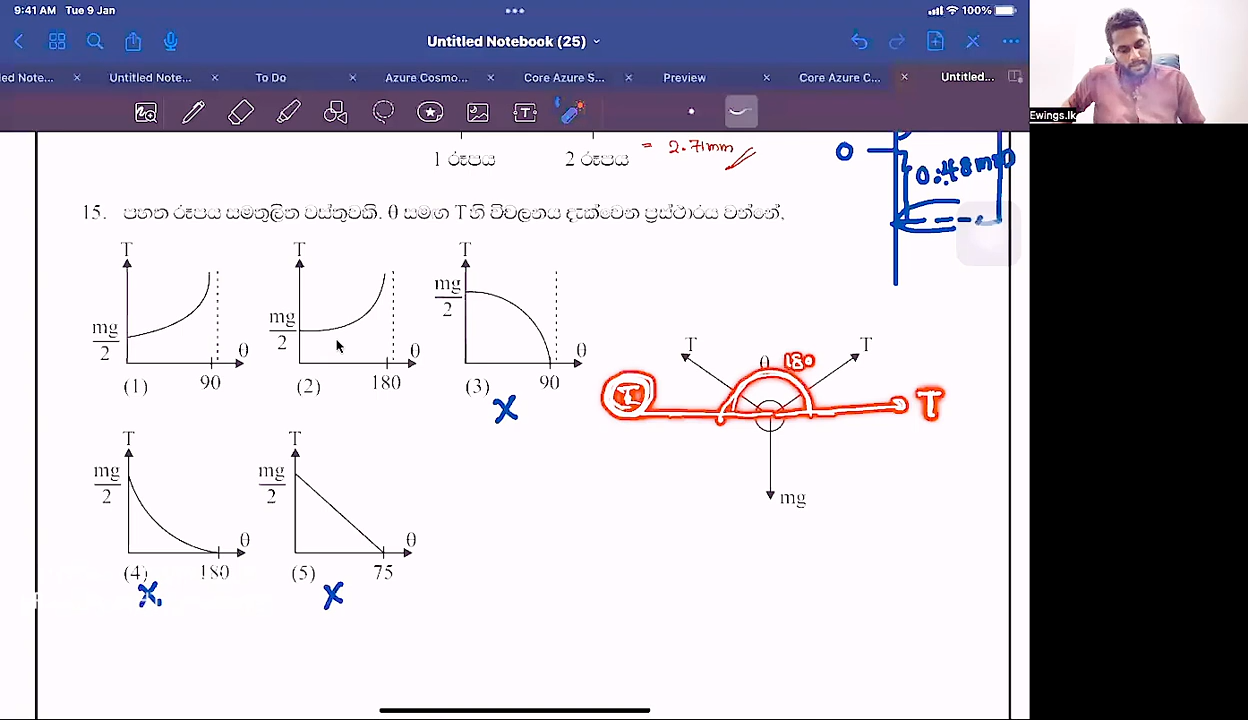 9:41 AM Tue 9 Jan
100%
Untitled Notebook (25)
led Note...
Untitled Note...
To Do
Azure Cosmo...
Core Azure S...
Preview
Core Azure C...
Untitled...
Ewings.lk
1 රූපය
2 රූපය
= 2.71mm
0
0.48mm
15. පහත රූපය සමතුලිත වස්තුවකි. θ සමඟ T හි විචලනය දැක්වෙන ප්‍රස්ථාරය වන්නේ,
T
mg/2
θ
(1)
90
T
mg/2
θ
(2)
180
T
mg/2
θ
(3)
90
X
T
θ
180
T
T
mg
T
mg/2
θ
(4)
180
X
T
mg/2
θ
(5)
75
X